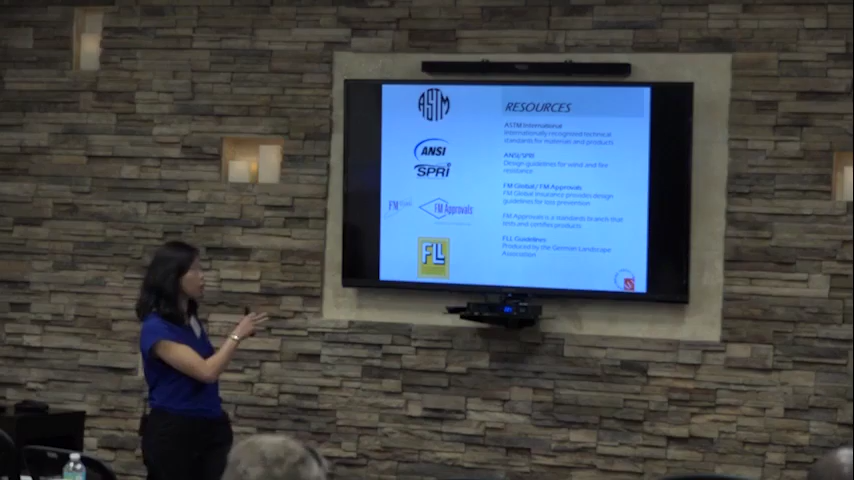 ASTM
RESOURCES
ASTM International
Internationally recognized technical
standards for materials and products
ANSI
SPRI
ANSI/SPRI
Design guidelines for wind and fire
resistance
FM
FM Approvals
FM Global/ FM Approvals
FM Global Insurance provides design
guidelines for loss prevention
FM Approvals is a standards branch that
tests and certifies products
FLL
FLL Guidelines
Produced by the German Landscape
Association